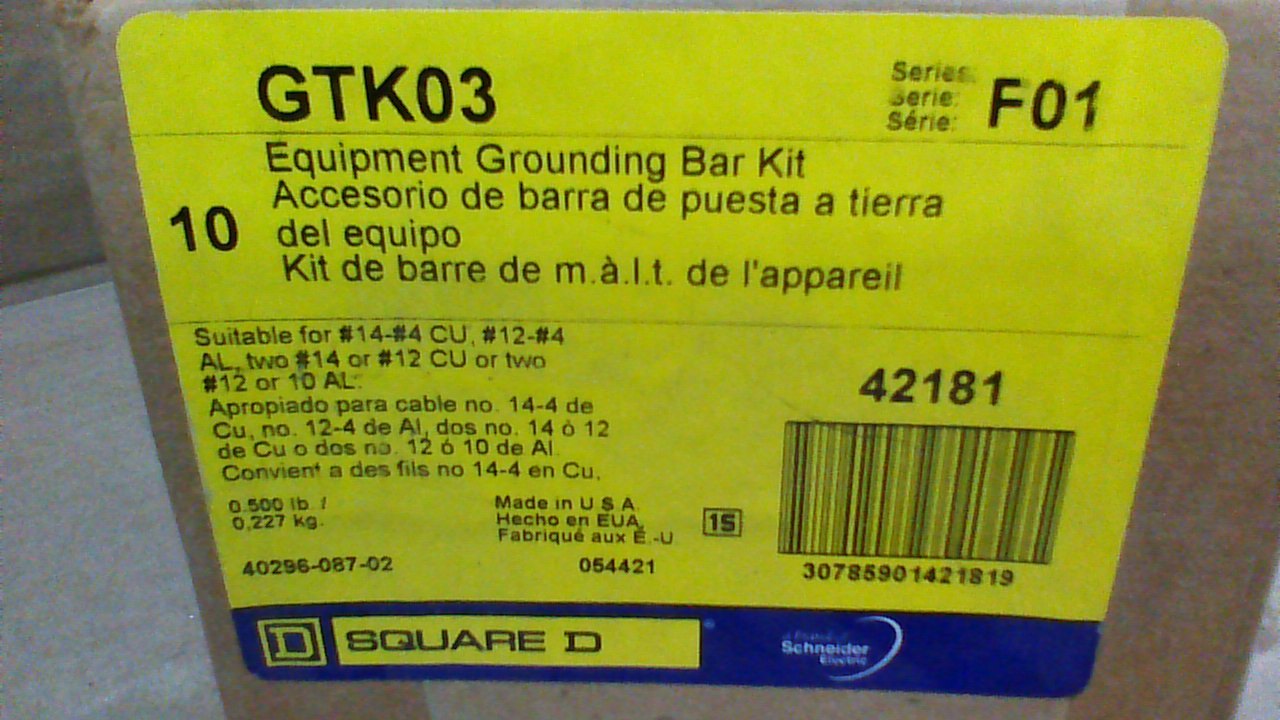 GTK03
Series:
Serie:
Série:
F01
Equipment Grounding Bar Kit
Accesorio de barra de puesta a tierra
del equipo
Kit de barre de m.à.l.t. de l'appareil
10
Suitable for #14-#4 CU, #12-#4
AL, two #14 or #12 CU or two
#12 or 10 AL.
Apropiado para cable no. 14-4 de
Cu, no. 12-4 de Al, dos no. 14 ó 12
de Cu o dos no. 12 ó 10 de Al.
Convient a des fils no 14-4 en Cu,
0.500 lb. /
0,227 kg.
Made in U S A
Hecho en EUA,
Fabriqué aux É.-U
15
40296-087-02
054421
42181
30785901421819
D SQUARE D
Schneider
Electric